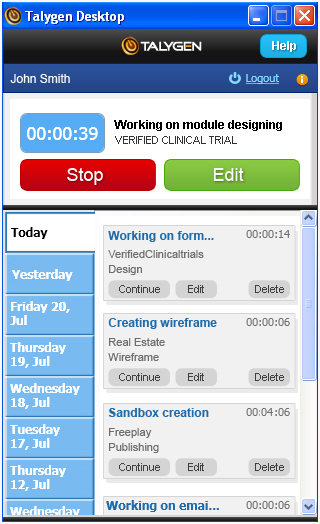 Talygen Desktop
TALYGEN
Help
John Smith
Logout
00:00:39
Working on module designing
VERIFIED CLINICAL TRIAL
Stop
Edit
Today
Yesterday
Friday 20,
Jul
Thursday
19, Jul
Wednesday
18, Jul
Tuesday
17, Jul
Thursday
12, Jul
Wednesday
Working on form...
00:00:14
VerifiedClinicaltrials
Design
Continue
Edit
Delete
Creating wireframe
00:00:06
Real Estate
Wireframe
Continue
Edit
Delete
Sandbox creation
00:04:06
Freeplay
Publishing
Continue
Edit
Delete
Working on emai...
00:00:06